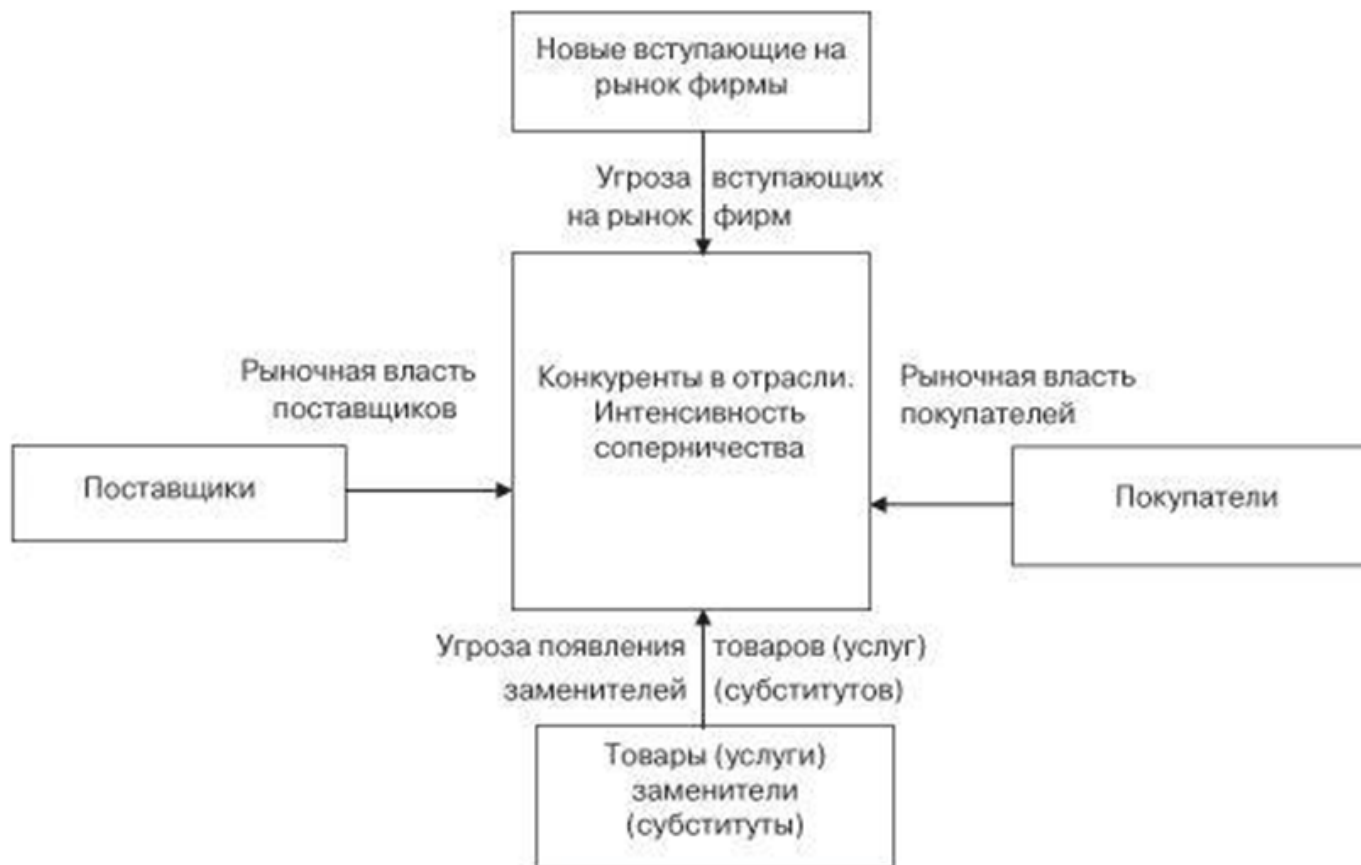 Новые вступающие на
рынок фирмы
Угроза вступающих
на рынок фирм
Рыночная власть
поставщиков
Конкуренты в отрасли.
Интенсивность
соперничества
Рыночная власть
покупателей
Поставщики
Покупатели
Угроза появления товаров (услуг)
заменителей (субститутов)
Товары (услуги)
заменители
(субституты)